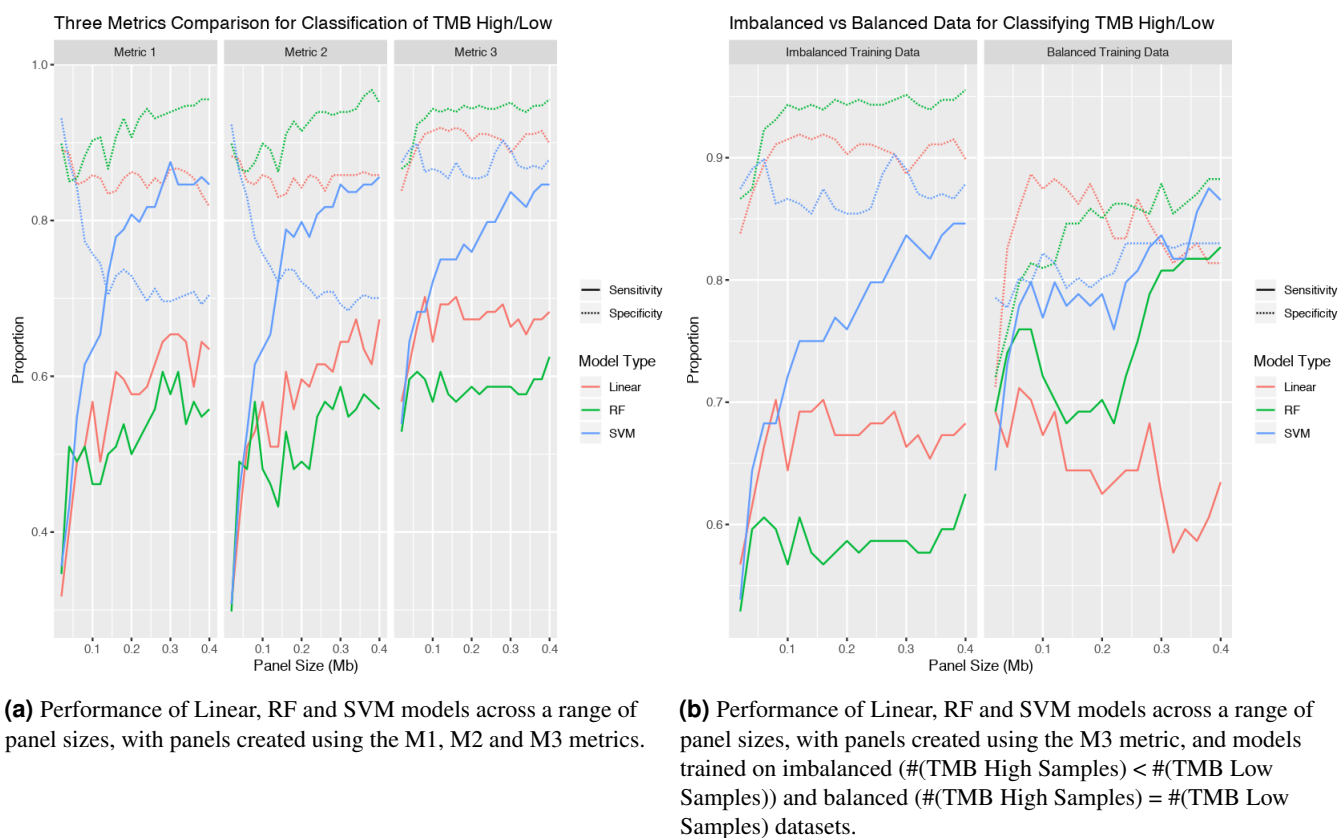 Three Metrics Comparison for Classification of TMB High/Low
Metric 1
Metric 2
Metric 3
1.0
0.8
0.6
0.4
Proportion
0.1
0.2
0.3
0.4
0.1
0.2
0.3
0.4
0.1
0.2
0.3
0.4
Panel Size (Mb)
Sensitivity
Specificity
Model Type
Linear
RF
SVM
(a) Performance of Linear, RF and SVM models across a range of
panel sizes, with panels created using the M1, M2 and M3 metrics.
Imbalanced vs Balanced Data for Classifying TMB High/Low
Imbalanced Training Data
Balanced Training Data
0.9
0.8
0.7
0.6
Proportion
0.1
0.2
0.3
0.4
0.1
0.2
0.3
0.4
Panel Size (Mb)
Sensitivity
Specificity
Model Type
Linear
RF
SVM
(b) Performance of Linear, RF and SVM models across a range of
panel sizes, with panels created using the M3 metric, and models
trained on imbalanced (#(TMB High Samples) < #(TMB Low
Samples)) and balanced (#(TMB High Samples) = #(TMB Low
Samples) datasets.